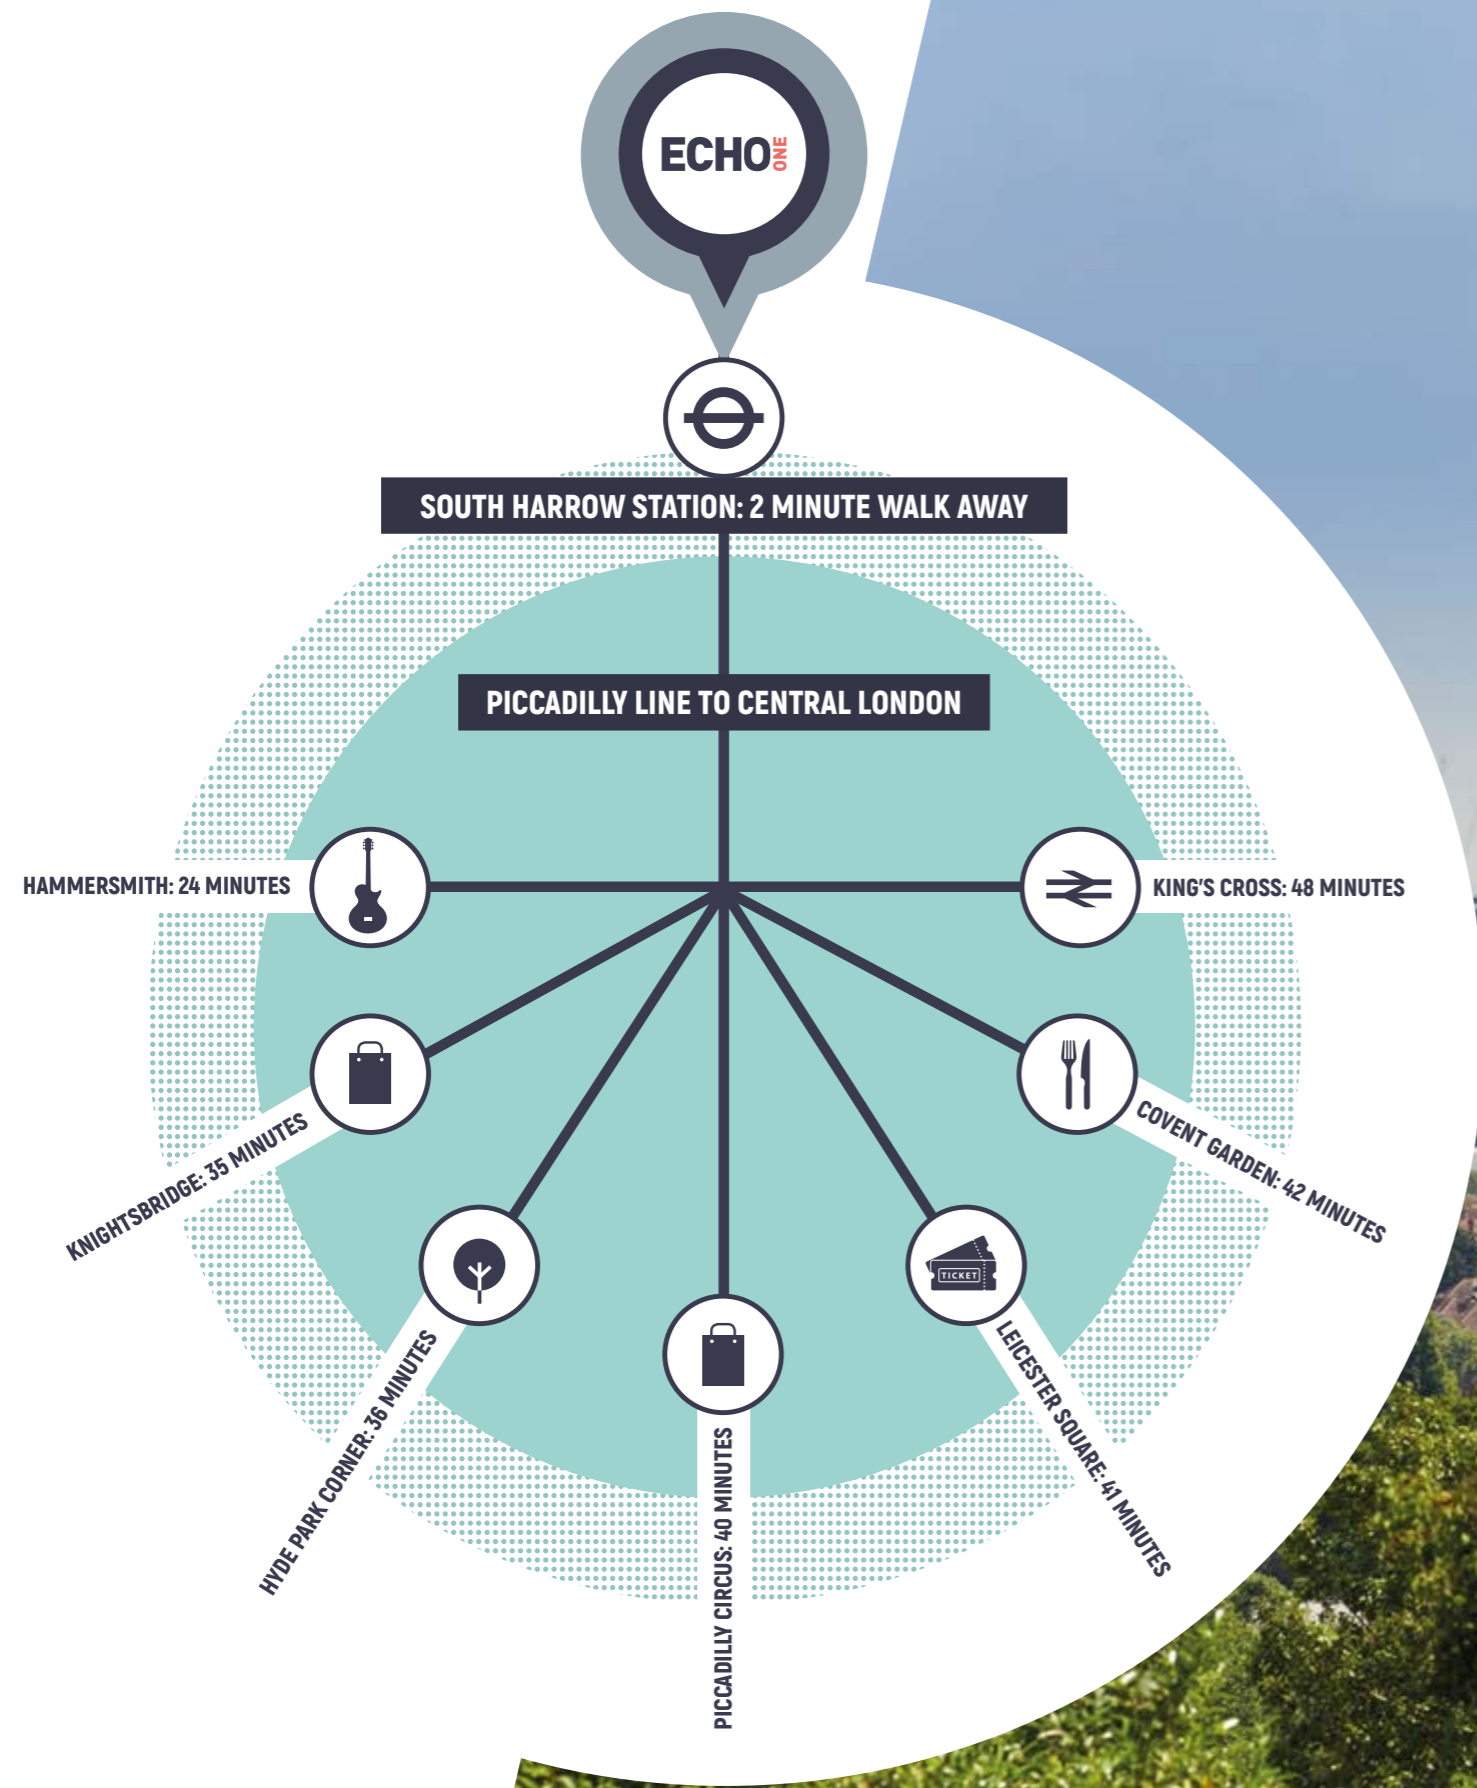 ECHO ONE
SOUTH HARROW STATION: 2 MINUTE WALK AWAY
PICCADILLY LINE TO CENTRAL LONDON
HAMMERSMITH: 24 MINUTES
KING'S CROSS: 48 MINUTES
KNIGHTSBRIDGE: 35 MINUTES
COVENT GARDEN: 42 MINUTES
HYDE PARK CORNER: 36 MINUTES
TICKET
LEICESTER SQUARE: 41 MINUTES
PICCADILLY CIRCUS: 40 MINUTES